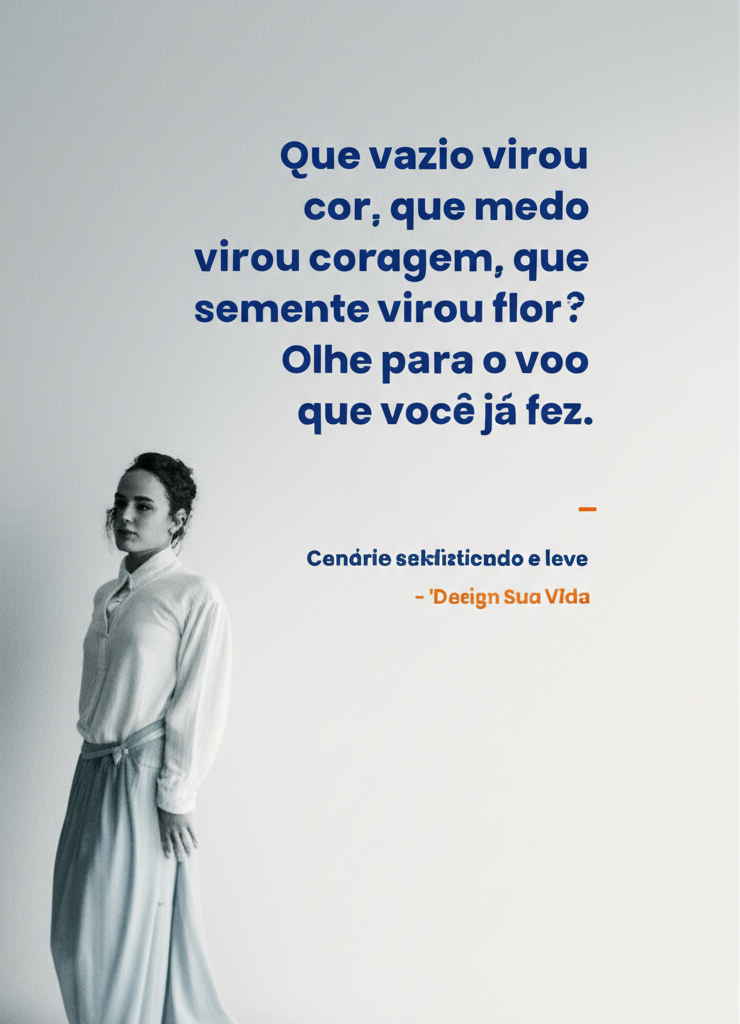 Que vazio virou
cor, que medo
virou coragem, que
semente virou flor?
Olhe para o voo
que você já fez.
–
Cenárie e leve
- 'Deeign Sua VIda